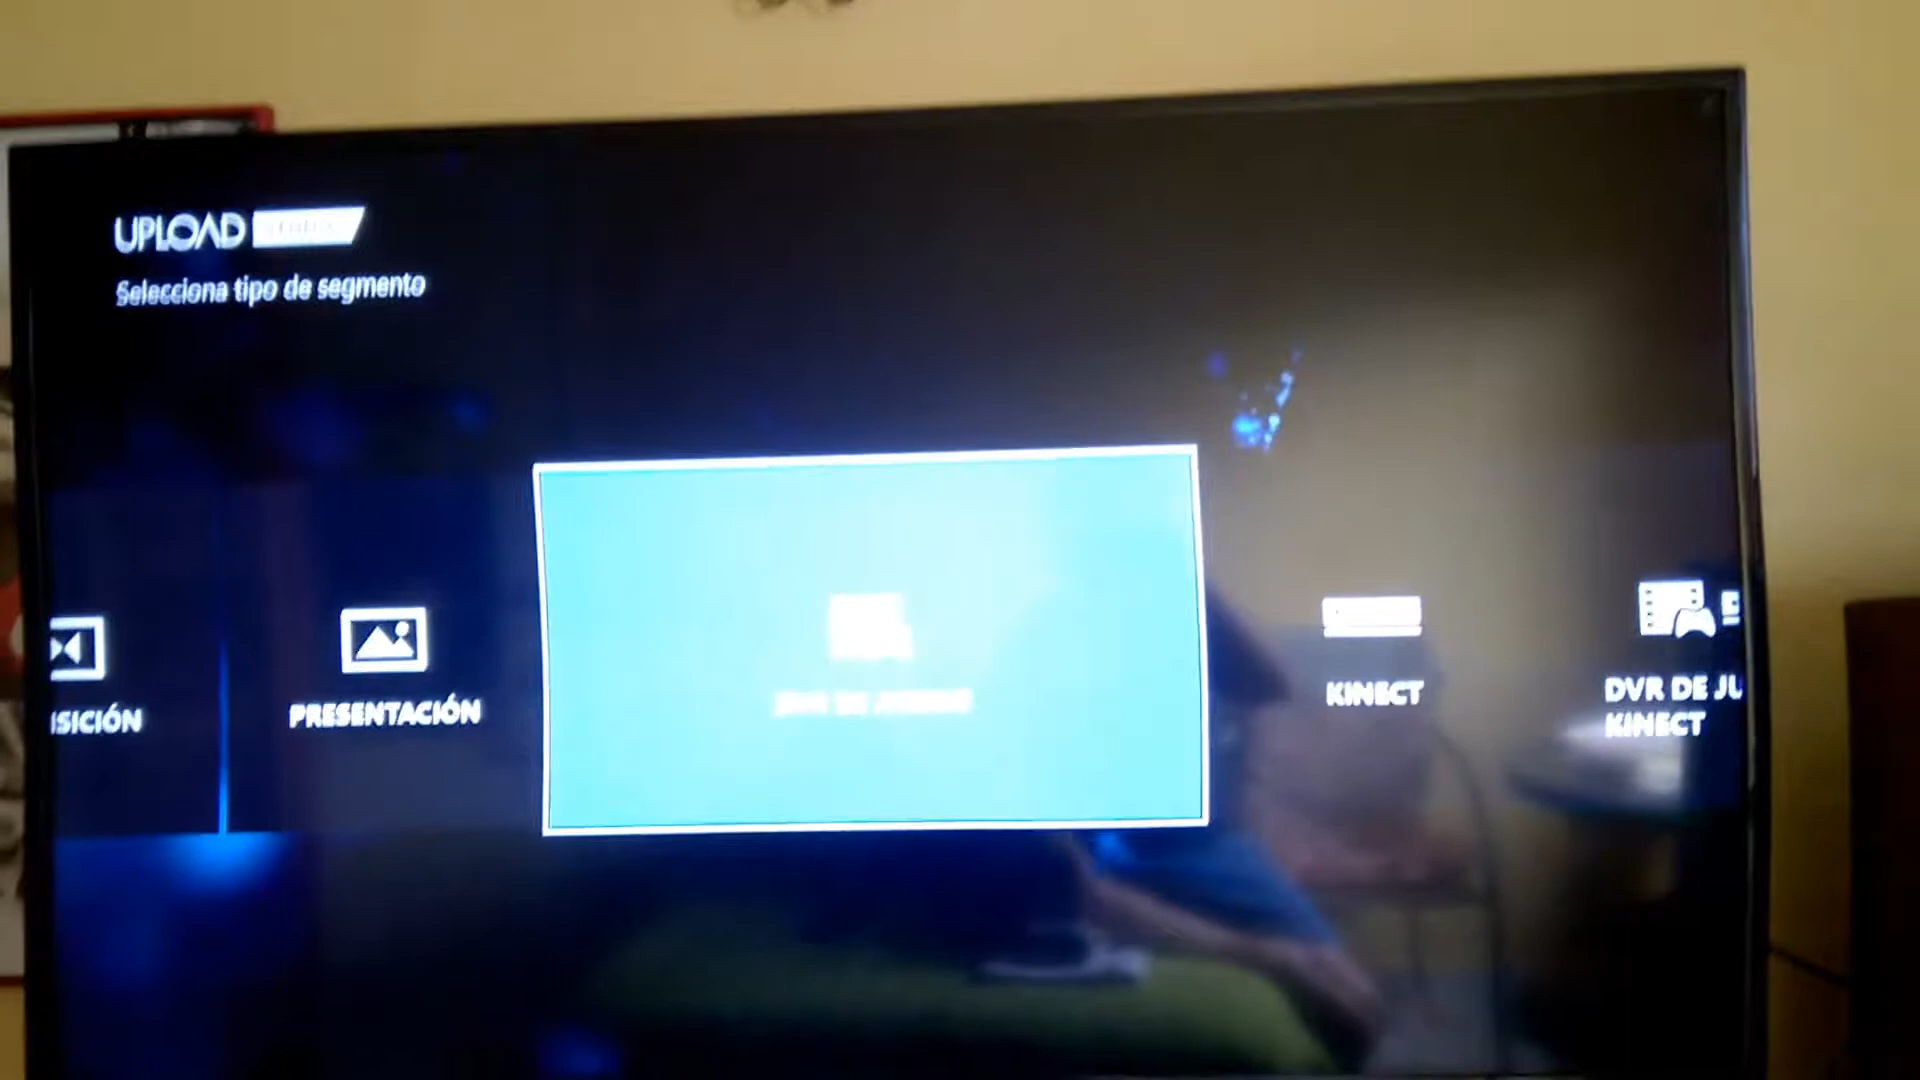 UPLOAD
Selecciona tipo de segmento
ISICIÓN
PRESENTACIÓN
KINECT
DVR DE JU
KINECT